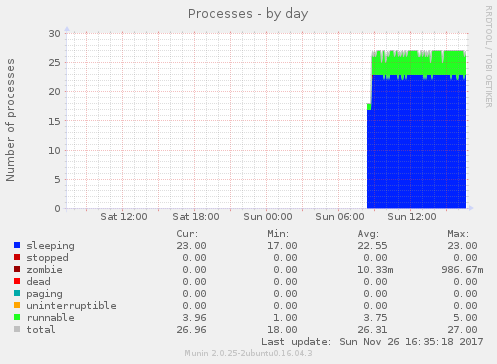 Processes - by day
RRDTOOL / TOBI OETIKER
Number of processes
30
25
20
15
10
5
0
Sat 12:00 Sat 18:00 Sun 00:00 Sun 06:00 Sun 12:00
Cur: Min: Avg: Max:
sleeping 23.00 17.00 22.55 23.00
stopped 0.00 0.00 0.00 0.00
zombie 0.00 0.00 10.33m 986.67m
dead 0.00 0.00 0.00 0.00
paging 0.00 0.00 0.00 0.00
uninterruptible 0.00 0.00 0.00 0.00
runnable 3.96 1.00 3.75 5.00
total 26.96 18.00 26.31 27.00
Last update: Sun Nov 26 16:35:18 2017
Munin 2.0.25-2ubuntu0.16.04.3